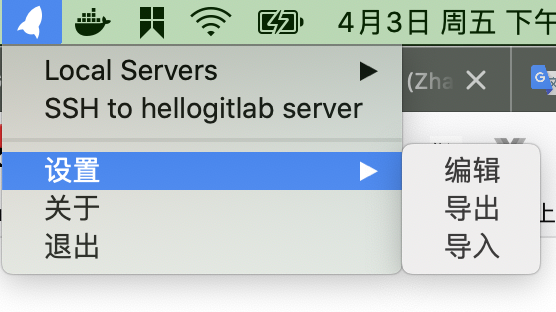 4月3日 周五 下午
Local Servers
(Zha
SSH to hellogitlab server
设置
编辑
关于
导出
上
退出
导入